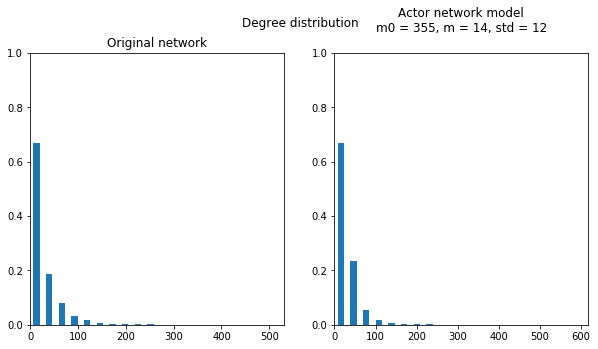 Degree distribution
Original network
1.0
0.8
0.6
0.4
0.2
0.0
0 100 200 300 400 500
Actor network model
m0 = 355, m = 14, std = 12
1.0
0.8
0.6
0.4
0.2
0.0
0 100 200 300 400 500 600